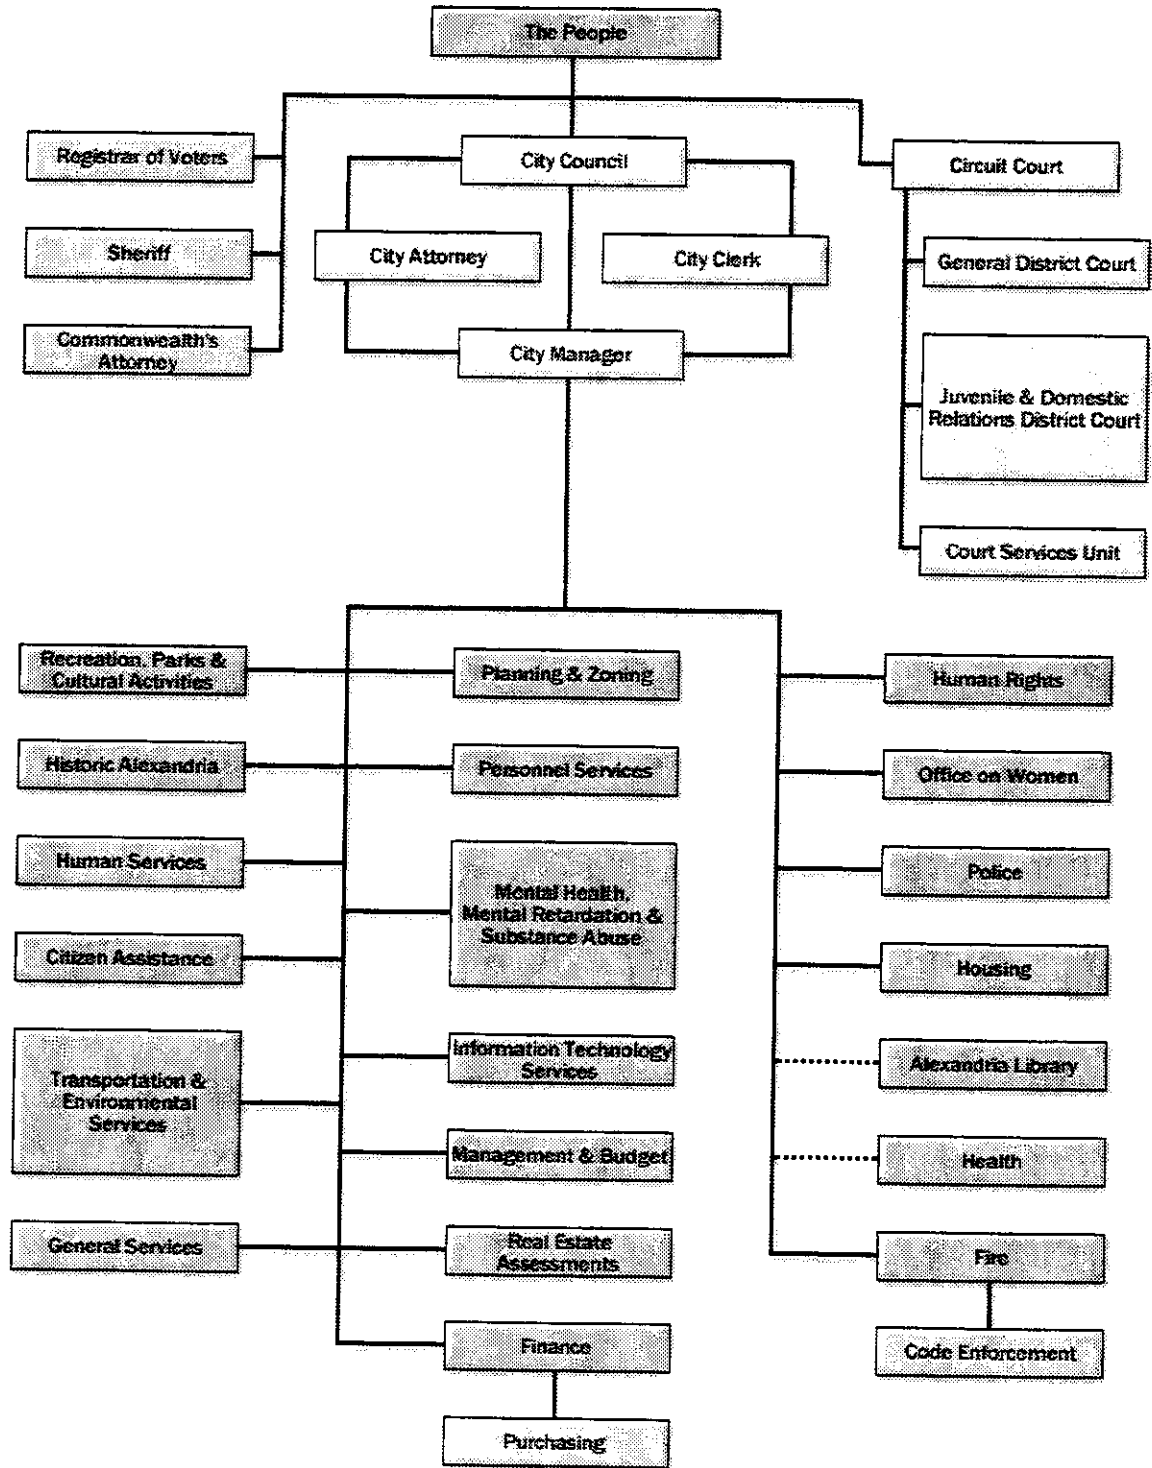 The People
Registrar of Voters
City Council
Circuit Court
Sheriff
City Attorney
City Clerk
General District Court
Commonwealth's
Attorney
City Manager
Juvenile & Domestic
Relations District Court
Court Services Unit
Recreation, Parks &
Cultural Activities
Planning & Zoning
Human Rights
Historic Alexandria
Personnel Services
Office on Women
Human Services
Mental Health,
Mental Retardation &
Substance Abuse
Police
Citizen Assistance
Housing
Transportation &
Environmental
Services
Information Technology
Services
Alexandria Library
Management & Budget
Health
General Services
Real Estate
Assessments
Fire
Finance
Code Enforcement
Purchasing